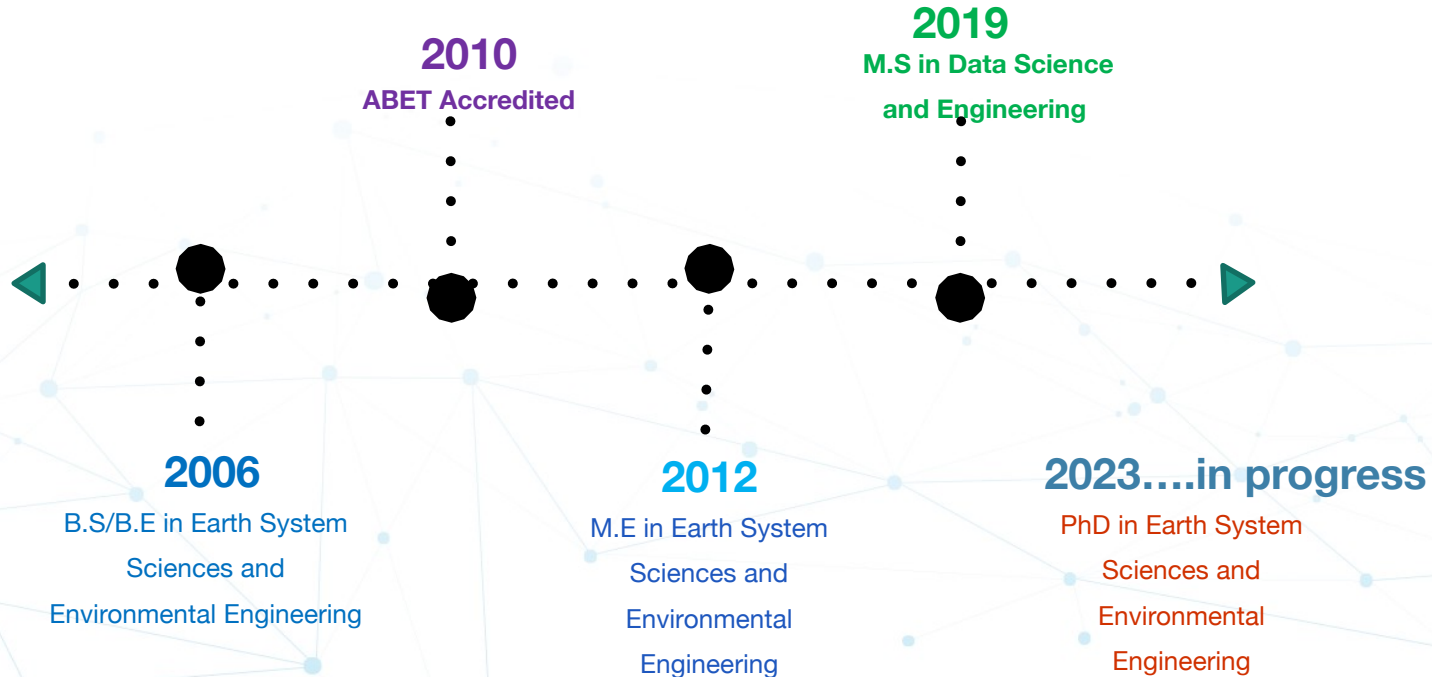 2010
ABET Accredited
2019
M.S in Data Science
and Engineering
2006
B.S/B.E in Earth System
Sciences and
Environmental Engineering
2012
M.E in Earth System
Sciences and
Environmental
Engineering
2023....in progress
PhD in Earth System
Sciences and
Environmental
Engineering